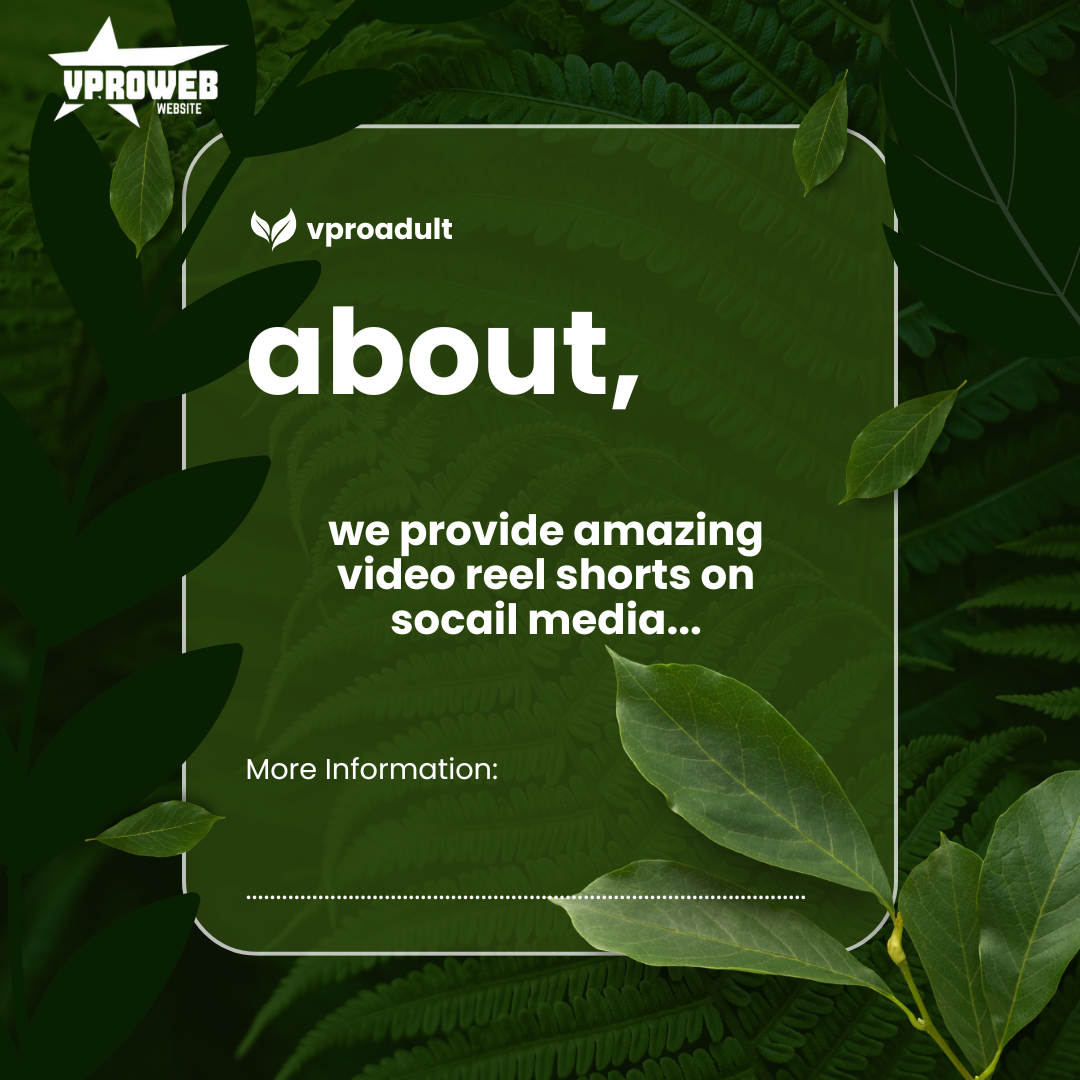 VPROWEB
WEBSITE
vproadult
about,
we provide amazing
video reel shorts on
socail media...
More Information: